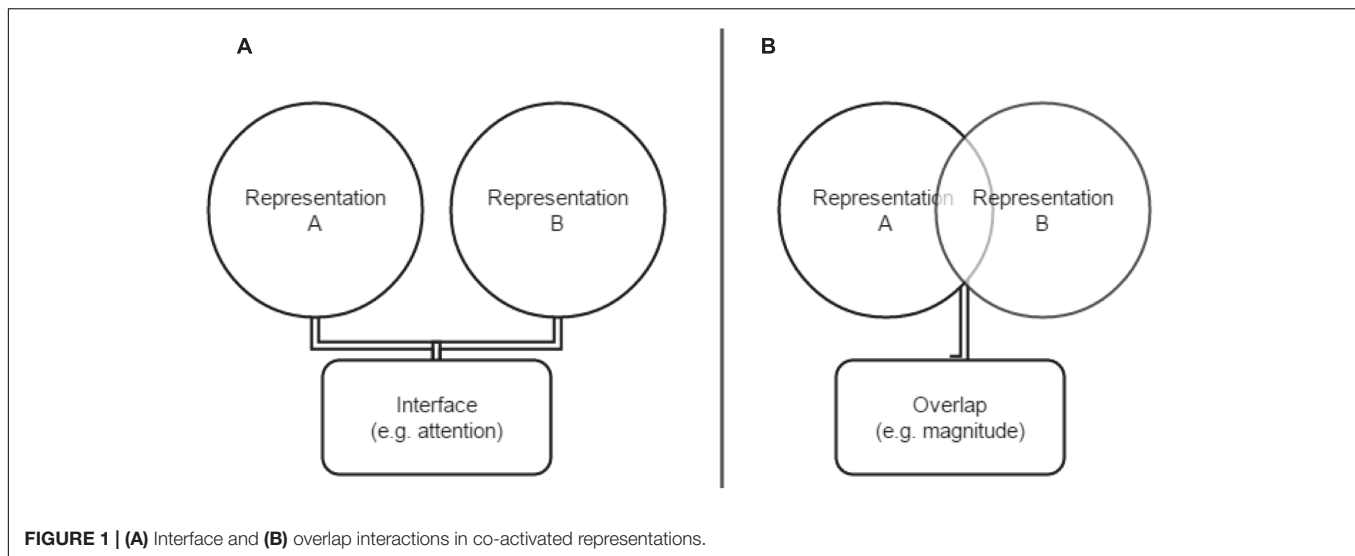 A
Representation
A
Representation
B
Interface
(e.g. attention)
B
Representation
A
Representation
B
Overlap
(e.g. magnitude)
FIGURE 1 | (A) Interface and (B) overlap interactions in co-activated representations.